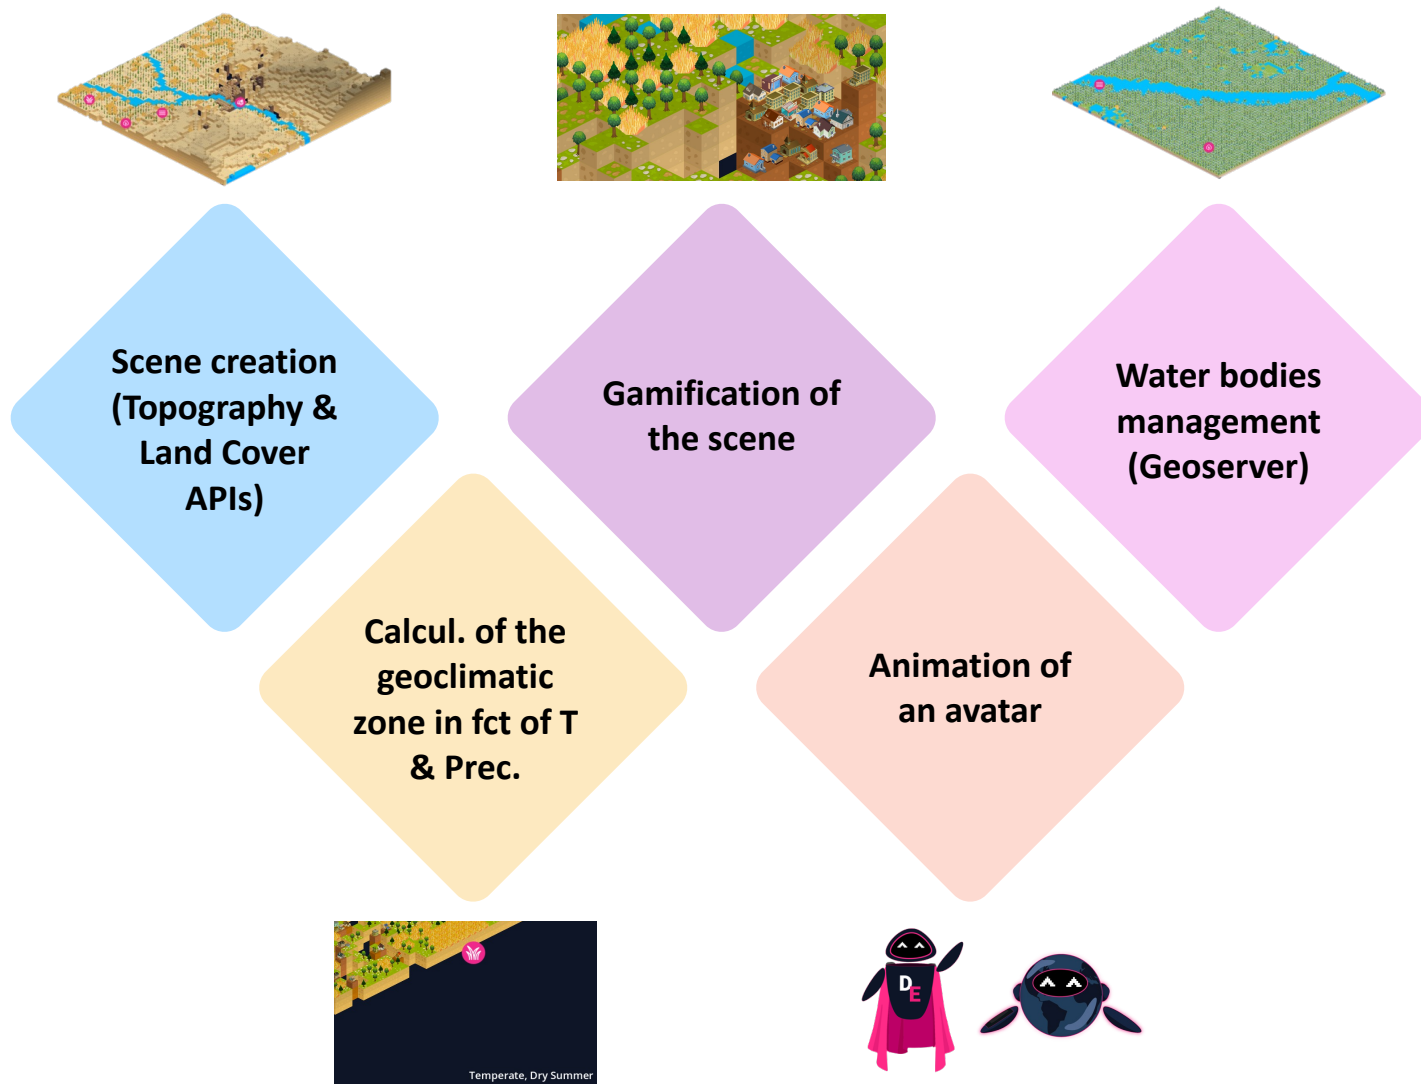 Scene creation
(Topography &
Land Cover
APIs)
Gamification of
the scene
Water bodies
management
(Geoserver)
Calcul. of the
geoclimatic
zone in fct of T
& Prec.
Animation of
an avatar
Temperate, Dry Summer
DE